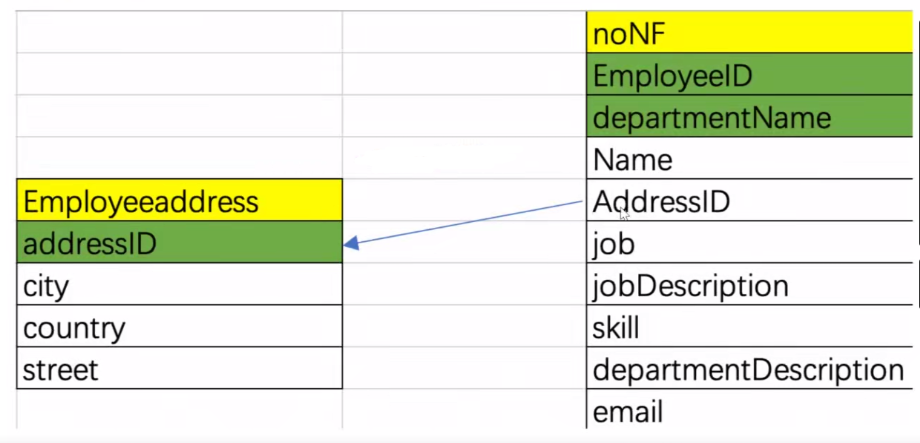 noNF
EmployeeID
departmentName
Name
Employeeaddress
AddressID
addressID
job
city
jobDescription
country
skill
street
departmentDescription
email